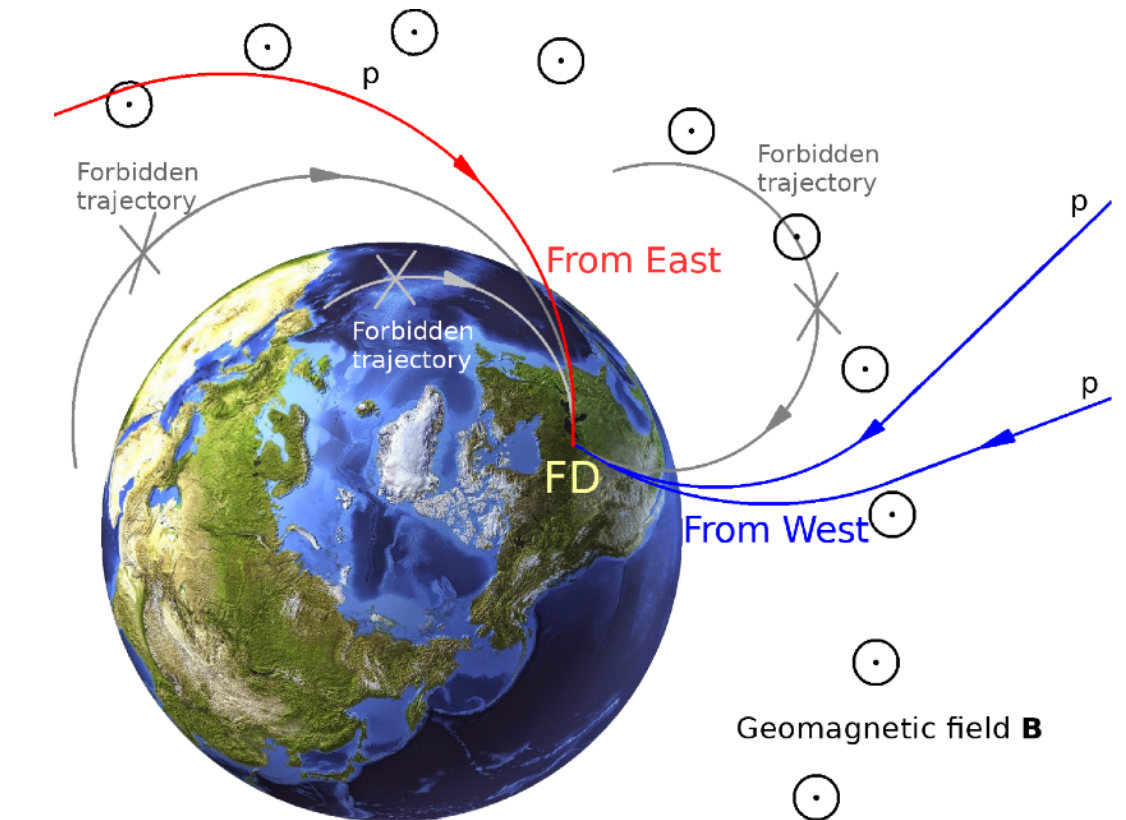 p
Forbidden
trajectory
Forbidden
trajectory
p
From East
Forbidden
trajectory
p
FD
From West
Geomagnetic field B